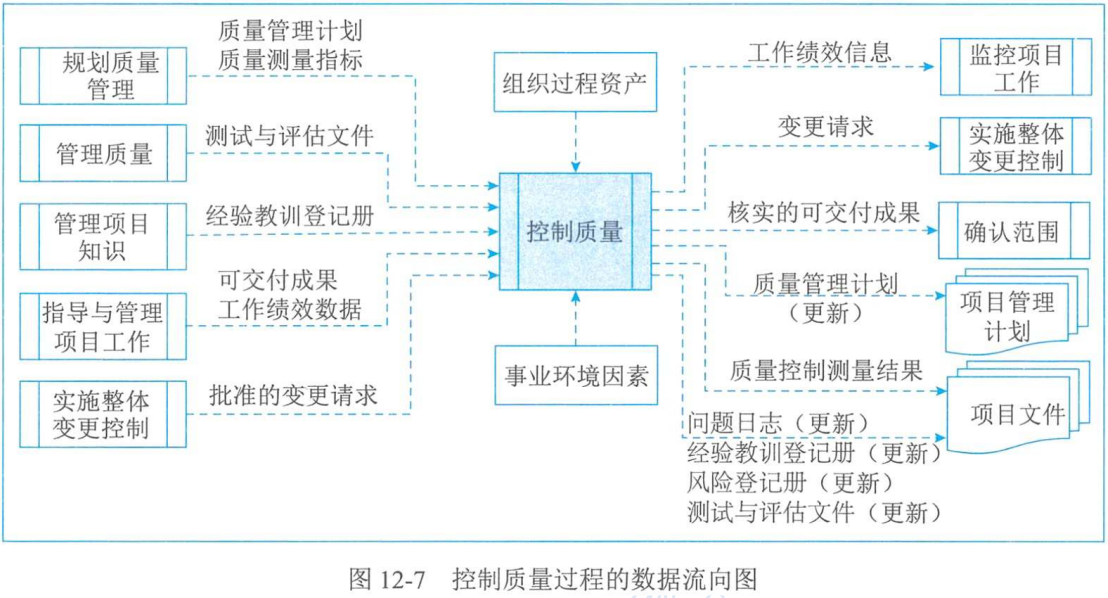 规划质量
管理
质量管理计划
质量测量指标
管理质量
测试与评估文件
管理项目
知识
经验教训登记册
指导与管理
项目工作
可交付成果
工作绩效数据
实施整体
变更控制
批准的变更请求
组织过程资产
控制质量
事业环境因素
工作绩效信息
监控项目
工作
变更请求
实施整体
变更控制
核实的可交付成果
确认范围
质量管理计划
（更新）
项目管理
计划
质量控制测量结果
项目文件
问题日志（更新）
经验教训登记册（更新）
风险登记册（更新）
测试与评估文件（更新）
图 12-7 控制质量过程的数据流向图